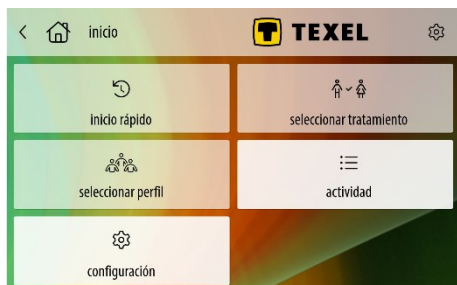 inicio
TEXEL
inicio rápido
seleccionar tratamiento
seleccionar perfil
actividad
configuración